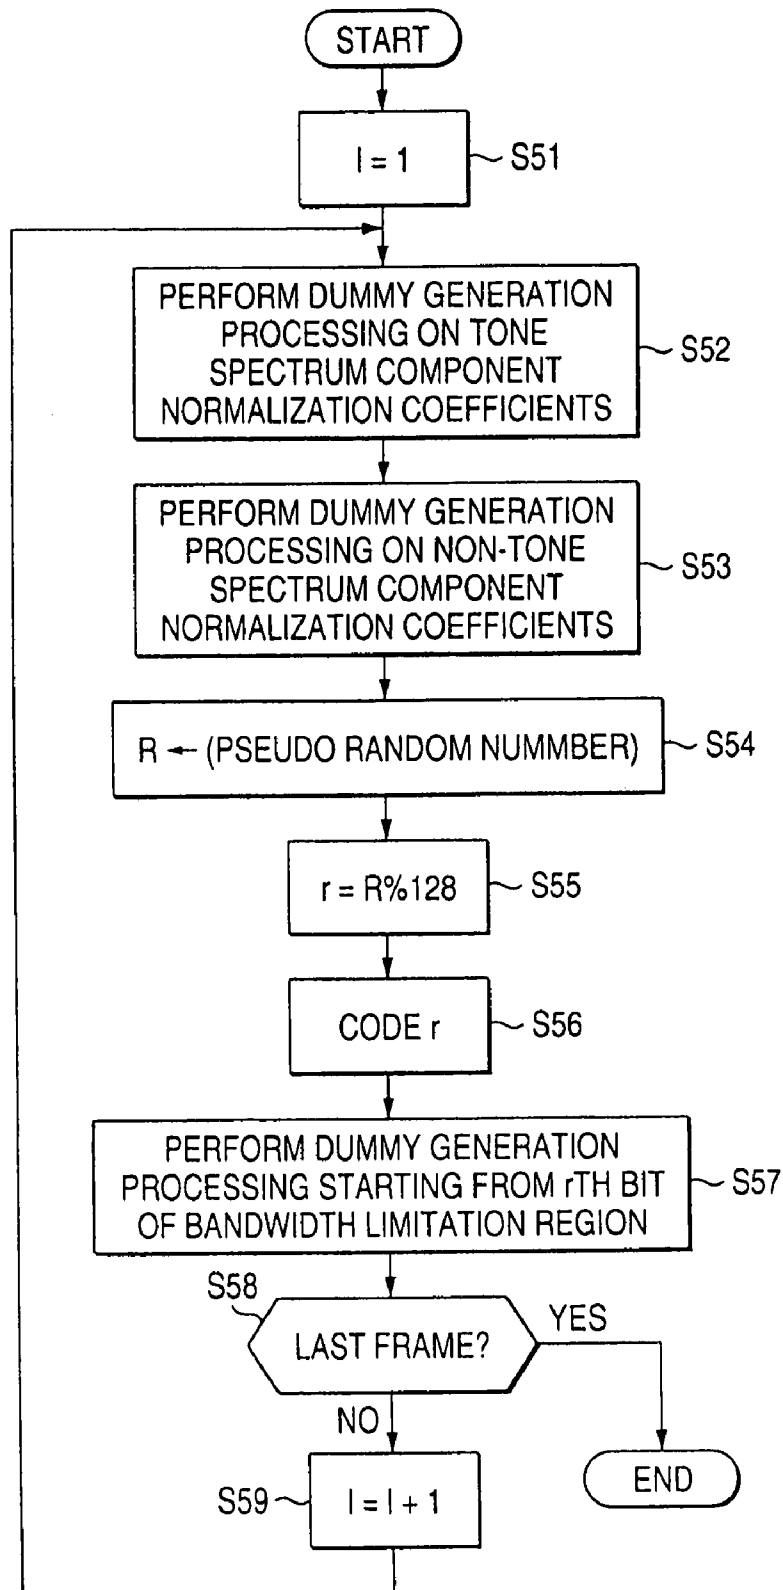 START
I = 1
S51
PERFORM DUMMY GENERATION
PROCESSING ON TONE
SPECTRUM COMPONENT
NORMALIZATION COEFFICIENTS
S52
PERFORM DUMMY GENERATION
PROCESSING ON NON-TONE
SPECTRUM COMPONENT
NORMALIZATION COEFFICIENTS
S53
R ← (PSEUDO RANDOM NUMMBER)
S54
r = R%128
S55
CODE r
S56
PERFORM DUMMY GENERATION
PROCESSING STARTING FROM rTH BIT
OF BANDWIDTH LIMITATION REGION
S57
S58
LAST FRAME?
YES
NO
END
S59
I = I + 1